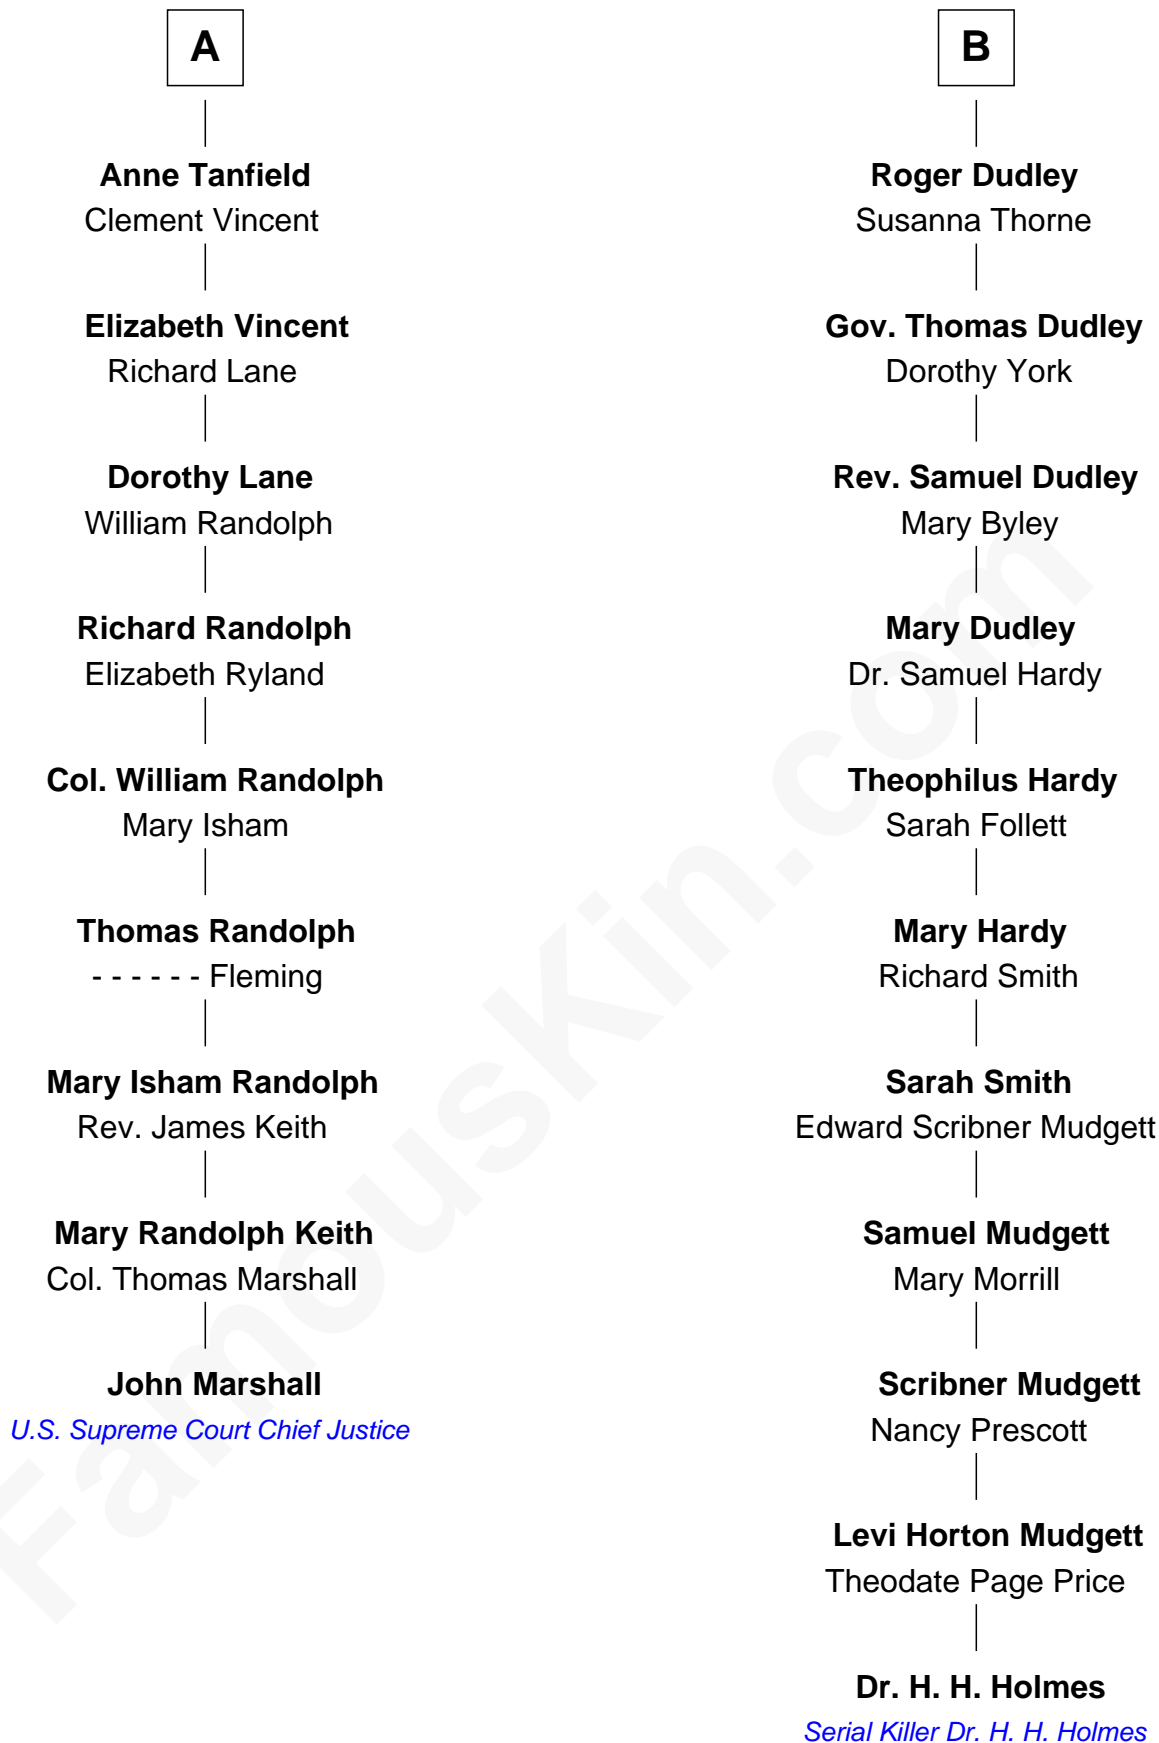 A
Anne Tanfield
Clement Vincent
Elizabeth Vincent
Richard Lane
Dorothy Lane
William Randolph
Richard Randolph
Elizabeth Ryland
Col. William Randolph
Mary Isham
Thomas Randolph
- - - - - - Fleming
Mary Isham Randolph
Rev. James Keith
Mary Randolph Keith
Col. Thomas Marshall
John Marshall
U.S. Supreme Court Chief Justice
B
Roger Dudley
Susanna Thorne
Gov. Thomas Dudley
Dorothy York
Rev. Samuel Dudley
Mary Byley
Mary Dudley
Dr. Samuel Hardy
Theophilus Hardy
Sarah Follett
Mary Hardy
Richard Smith
Sarah Smith
Edward Scribner Mudgett
Samuel Mudgett
Mary Morrill
Scribner Mudgett
Nancy Prescott
Levi Horton Mudgett
Theodate Page Price
Dr. H. H. Holmes
Serial Killer Dr. H. H. Holmes
FamousKin.com